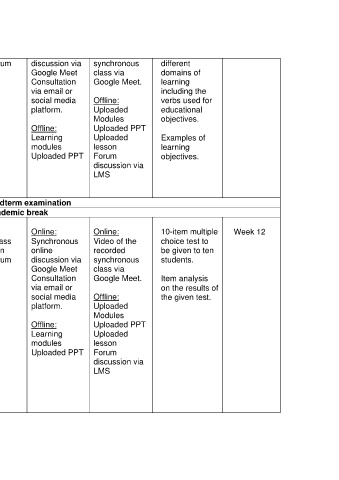 um
discussion via
Google Meet
Consultation
via email or
social media
platform.
Offline:
Learning
modules
Uploaded PPT
synchronous
class via
Google Meet.
Offline:
Uploaded
Modules
Uploaded PPT
Uploaded
lesson
Forum
discussion via
LMS
different
domains of
learning
including the
verbs used for
educational
objectives.
Examples of
learning
objectives.
dterm examination
demic break
ass
n
um
Online:
Synchronous
online
discussion via
Google Meet
Consultation
via email or
social media
platform.
Offline:
Learning
modules
Uploaded PPT
Online:
Video of the
recorded
synchronous
class via
Google Meet.
Offline:
Uploaded
Modules
Uploaded PPT
Uploaded
lesson
Forum
discussion via
LMS
10-item multiple
choice test to
be given to ten
students.
Item analysis
on the results of
the given test.
Week 12